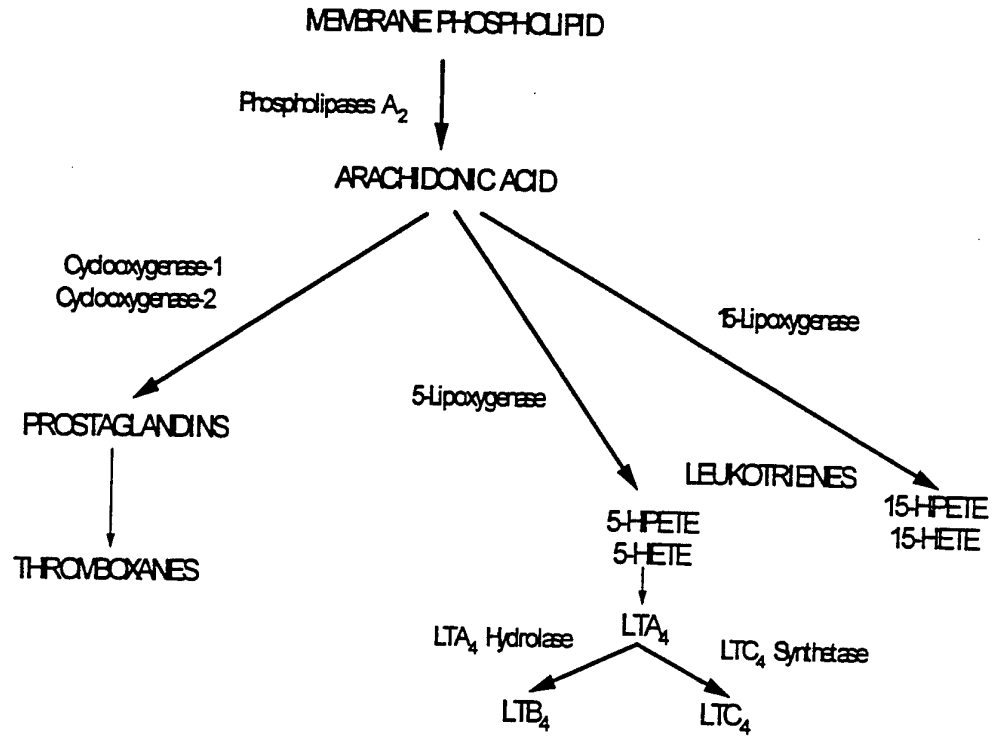 MEMBRANE PHOSPHOLIPID
Phospholipases A2
ARACHIDONIC ACID
Cyclooxygenase-1
Cyclooxygenase-2
15-Lipoxygenase
5-Lipoxygenase
PROSTAGLANDINS
LEUKOTRIENES
15-HPETE
15-HETE
5-HPETE
5-HETE
THROMBOXANES
LTA4
LTA4 Hydrolase
LTC4 Synthetase
LTB4
LTC4